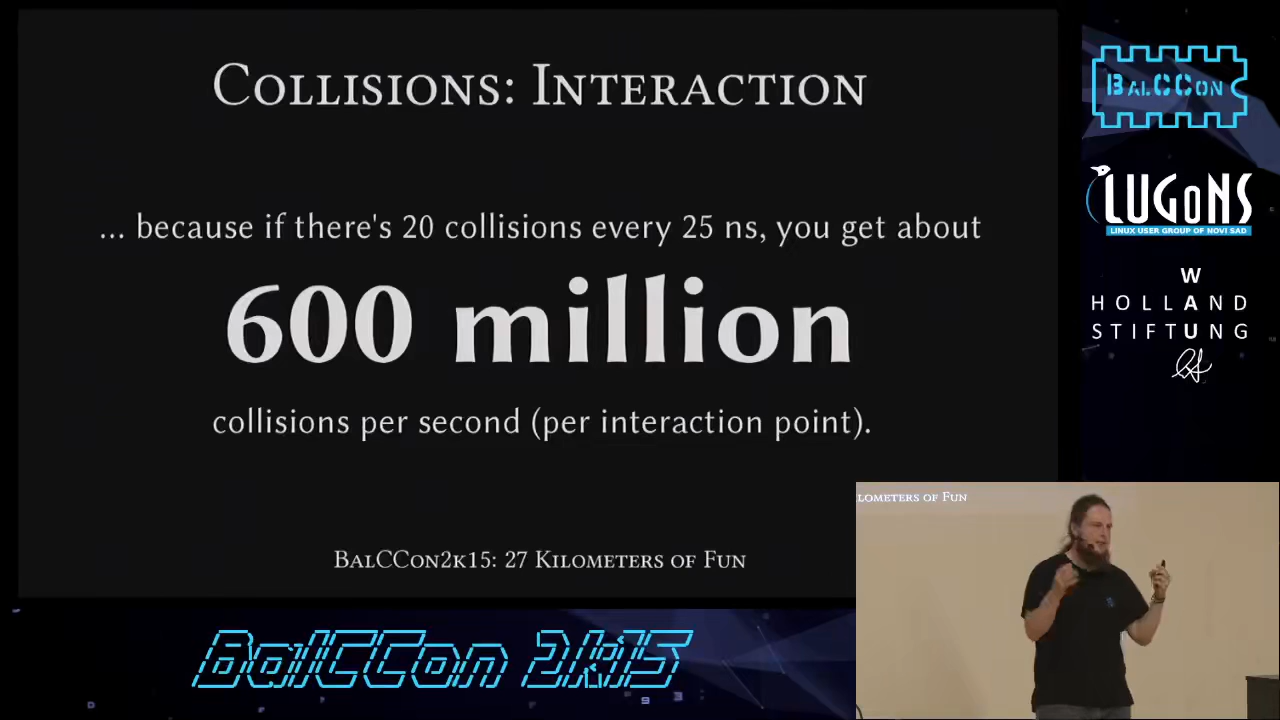 COLLISIONS: INTERACTION
... because if there's 20 collisions every 25 ns, you get about
600 million
collisions per second (per interaction point).
BALCCON2K15: 27 KILOMETERS OF FUN
BALCCON
LUGONS
LINUX USER GROUP OF NOVI SAD
W
HOLLAND
A
STIFTUNG
U
LOMETERS OF FUN
BalCCon 2k15